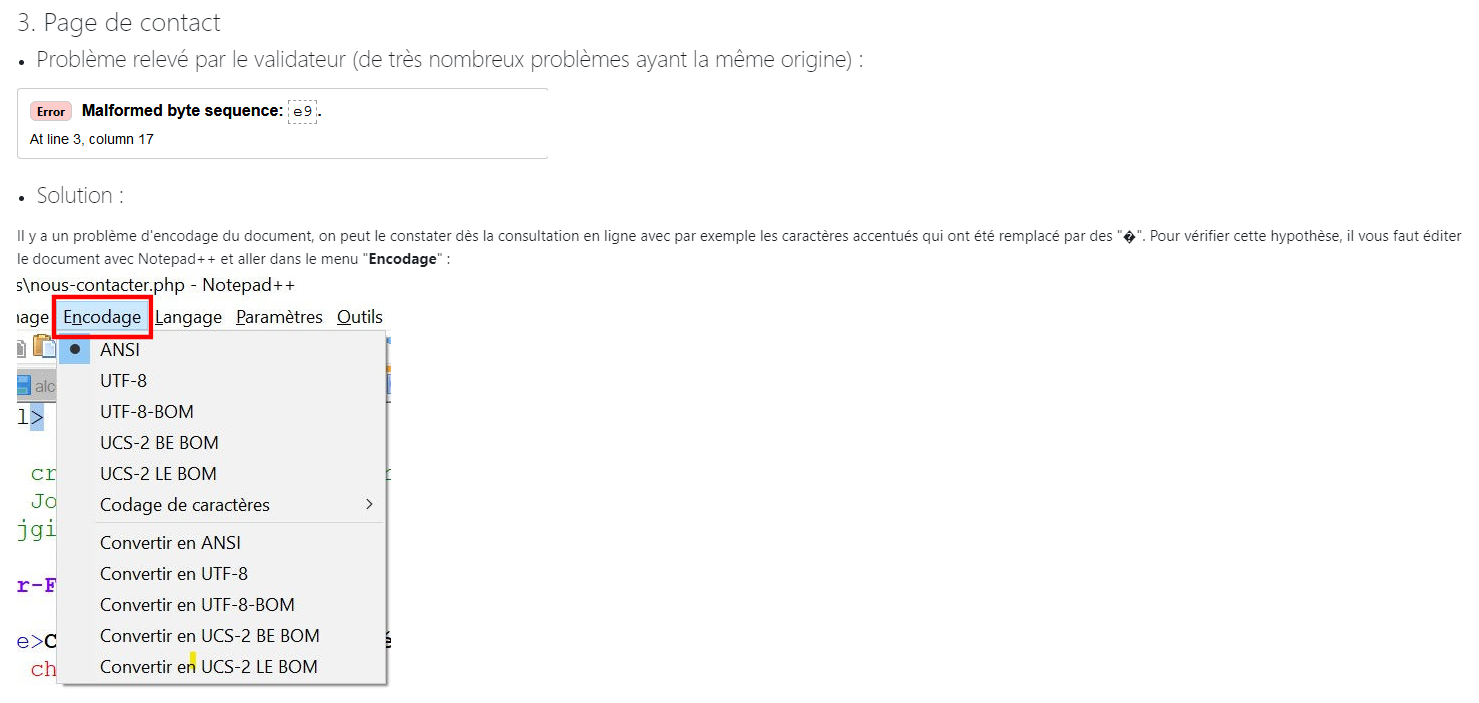 3. Page de contact
• Problème relevé par le validateur (de très nombreux problèmes ayant la même origine) :
Error Malformed byte sequence: e9.
At line 3, column 17
• Solution :
Il y a un problème d'encodage du document, on peut le constater dès la consultation en ligne avec par exemple les caractères accentués qui ont été remplacé par des "�". Pour vérifier cette hypothèse, il vous faut éditer
le document avec Notepad++ et aller dans le menu "Encodage" :
s\nous-contacter.php - Notepad++
nage Encodage Langage Paramètres Outils
ANSI
UTF-8
alc
UTF-8-BOM
l>
UCS-2 BE BOM
UCS-2 LE BOM
cr
Jo
Codage de caractères
jgi
Convertir en ANSI
Convertir en UTF-8
r-F
Convertir en UTF-8-BOM
Convertir en UCS-2 BE BOM
e>C é
Convertir en UCS-2 LE BOM
ch